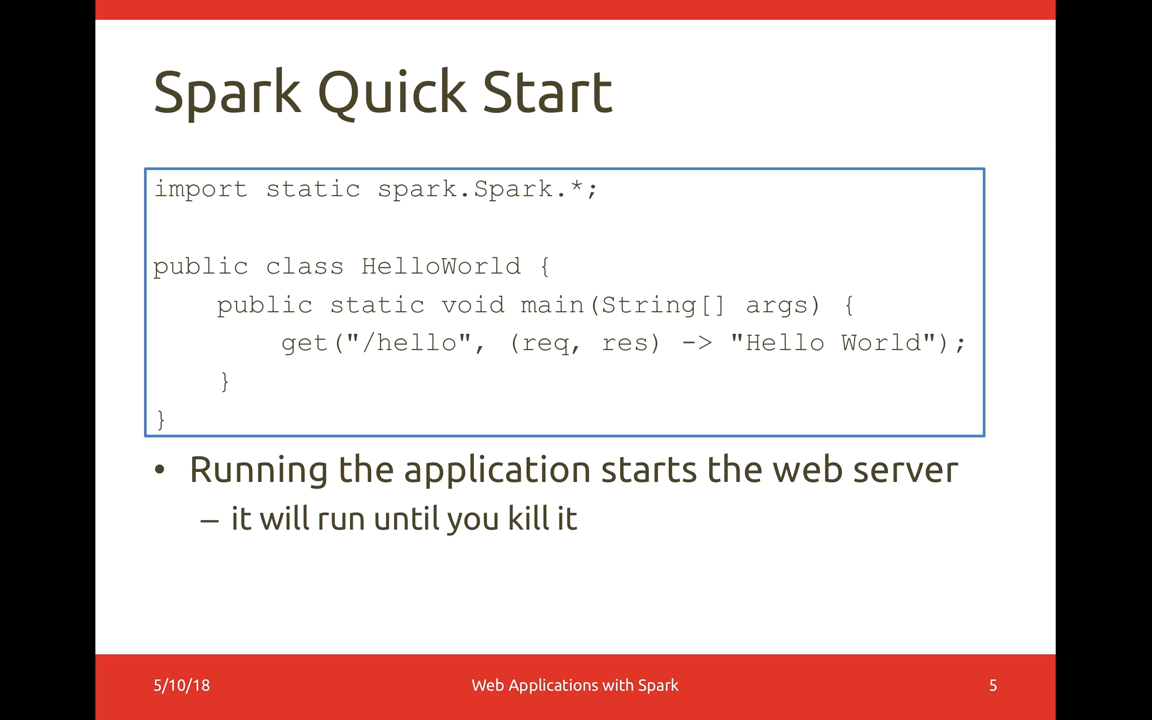 Spark Quick Start
import static spark.Spark.*;
public class HelloWorld {
    public static void main(String[] args) {
        get("/hello", (req, res) -> "Hello World");
    }
}
• Running the application starts the web server
– it will run until you kill it
5/10/18
Web Applications with Spark
5